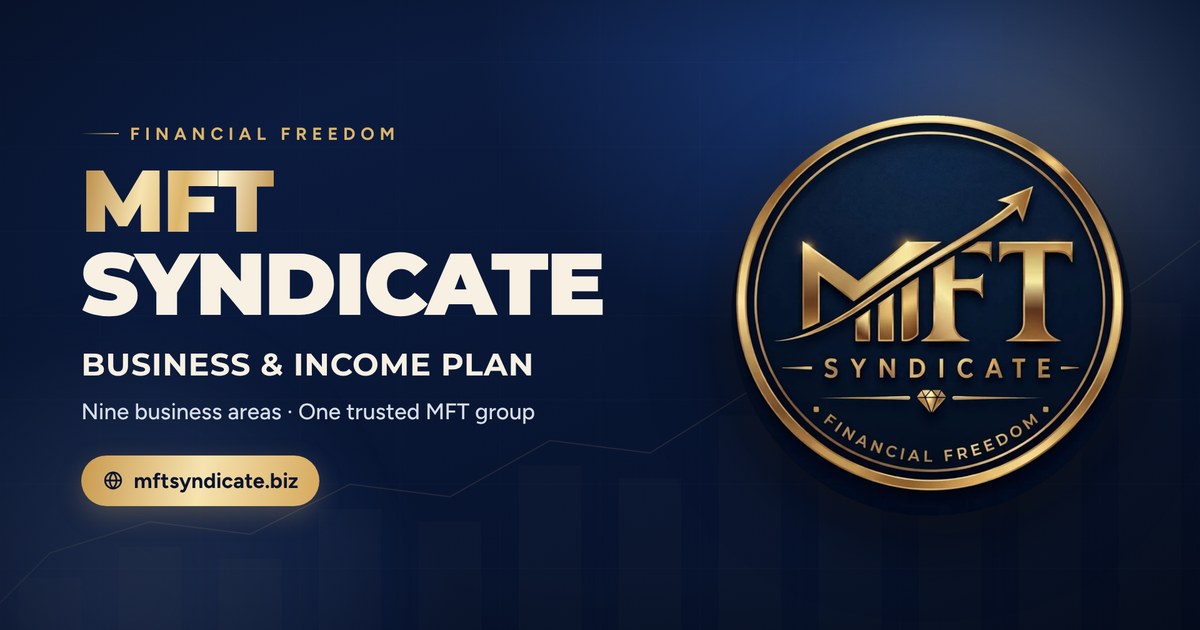 FINANCIAL FREEDOM
MFT
SYNDICATE
BUSINESS & INCOME PLAN
Nine business areas · One trusted MFT group
mftsyndicate.biz
MFT
SYNDICATE
FINANCIAL FREEDOM